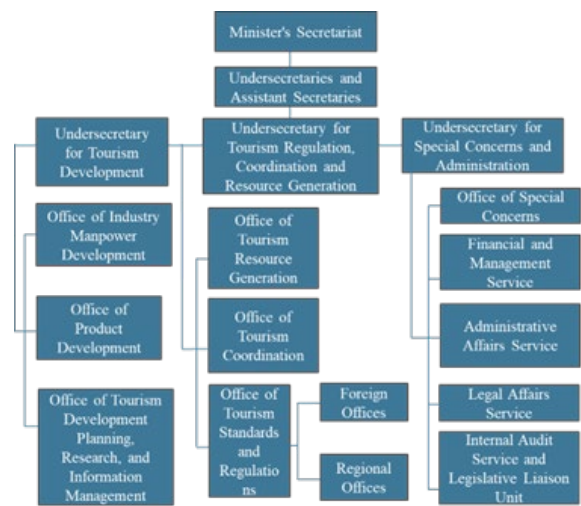 Minister's Secretariat
Undersecretaries and
Assistant Secretaries
Undersecretary
for Tourism
Development
Undersecretary for
Tourism Regulation,
Coordination and
Resource Generation
Undersecretary for
Special Concerns and
Administration
Office of Industry
Manpower
Development
Office of
Product
Development
Office of Tourism
Development
Planning,
Research, and
Information
Management
Office of
Tourism
Resource
Generation
Office of
Tourism
Coordination
Office of
Tourism
Standards
and
Regulatio
ns
Foreign
Offices
Regional
Offices
Office of Special
Concerns
Financial and
Management
Service
Administrative
Affairs Service
Legal Affairs
Service
Internal Audit
Service and
Legislative Liaison
Unit